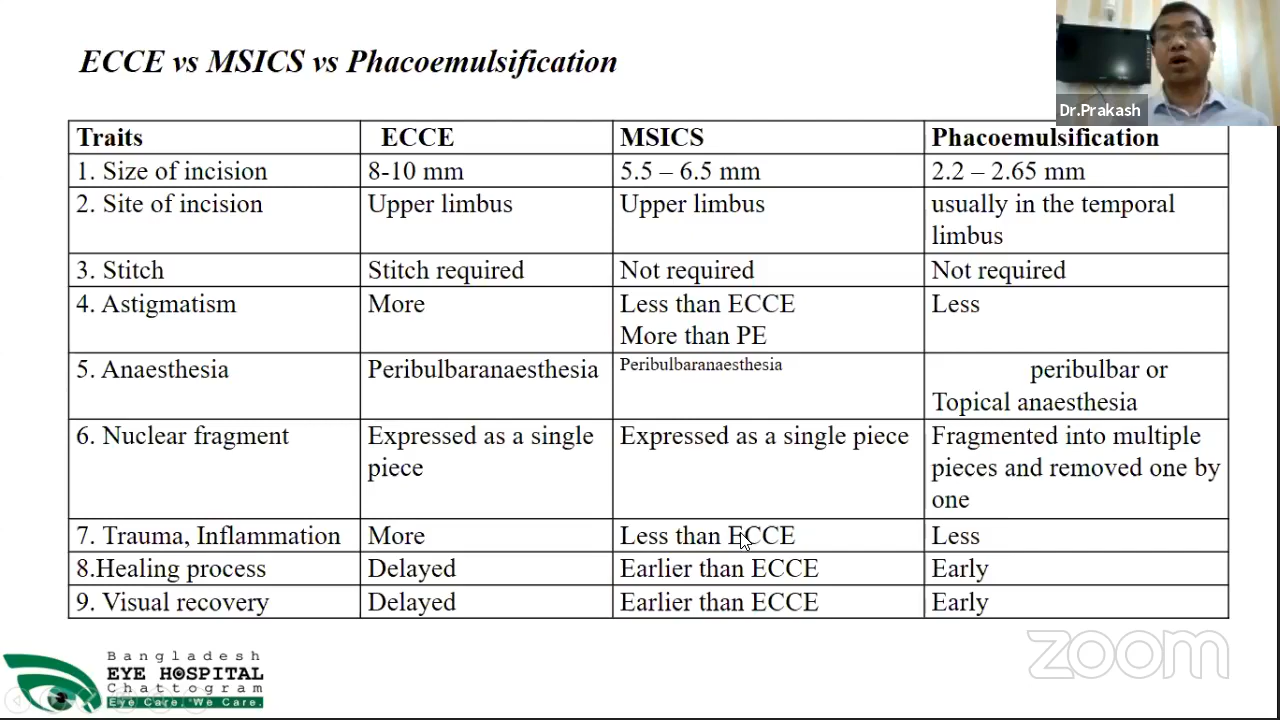 ECCE vs MSICS vs Phacoemulsification
Dr.Prakash
Traits ECCE MSICS Phacoemulsification
1. Size of incision 8-10 mm 5.5 – 6.5 mm 2.2 – 2.65 mm
2. Site of incision Upper limbus Upper limbus usually in the temporal
limbus
3. Stitch Stitch required Not required Not required
4. Astigmatism More Less than ECCE Less
More than PE
5. Anaesthesia Peribulbaranaesthesia Peribulbaranaesthesia peribulbar or
Topical anaesthesia
6. Nuclear fragment Expressed as a single Expressed as a single piece Fragmented into multiple
piece pieces and removed one by
one
7. Trauma, Inflammation More Less than ECCE Less
8.Healing process Delayed Earlier than ECCE Early
9. Visual recovery Delayed Earlier than ECCE Early
Bangladesh
EYE HOSPITAL
Chattogram
Eye Care, We Care.
zoom